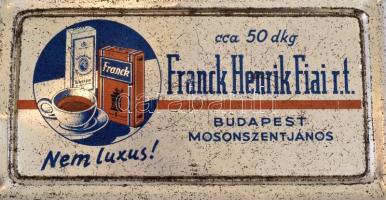 cca 50 dkg
Franck Henrik Fiai r.t.
BUDAPEST
MOSONSZENTJÁNOS
Franck
Nem luxus!